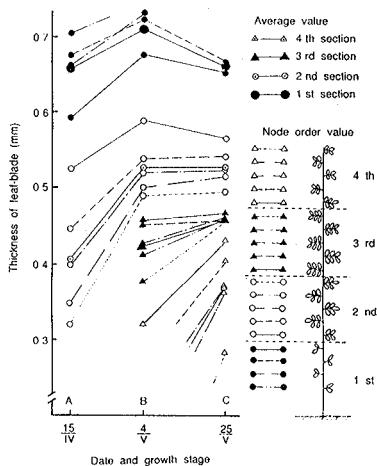 Average value
4 th section
3 rd section
2 nd section
1 st section
Node order value
4 th
3 rd
2 nd
1 st
Thickness of leaf-blade (mm)
0.7
0.6
0.5
0.4
0.3
A B C
15/IV 4/V 25/V
Date and growth stage